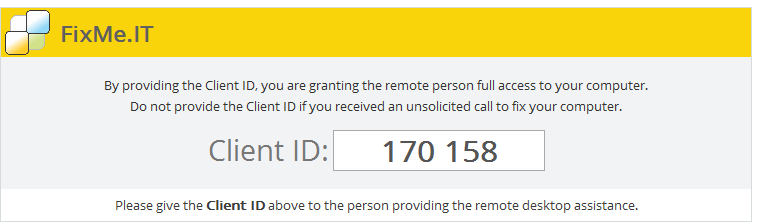 FixMe.IT
By providing the Client ID, you are granting the remote person full access to your computer.
Do not provide the Client ID if you received an unsolicited call to fix your computer.
Client ID: 170 158
Please give the Client ID above to the person providing the remote desktop assistance.